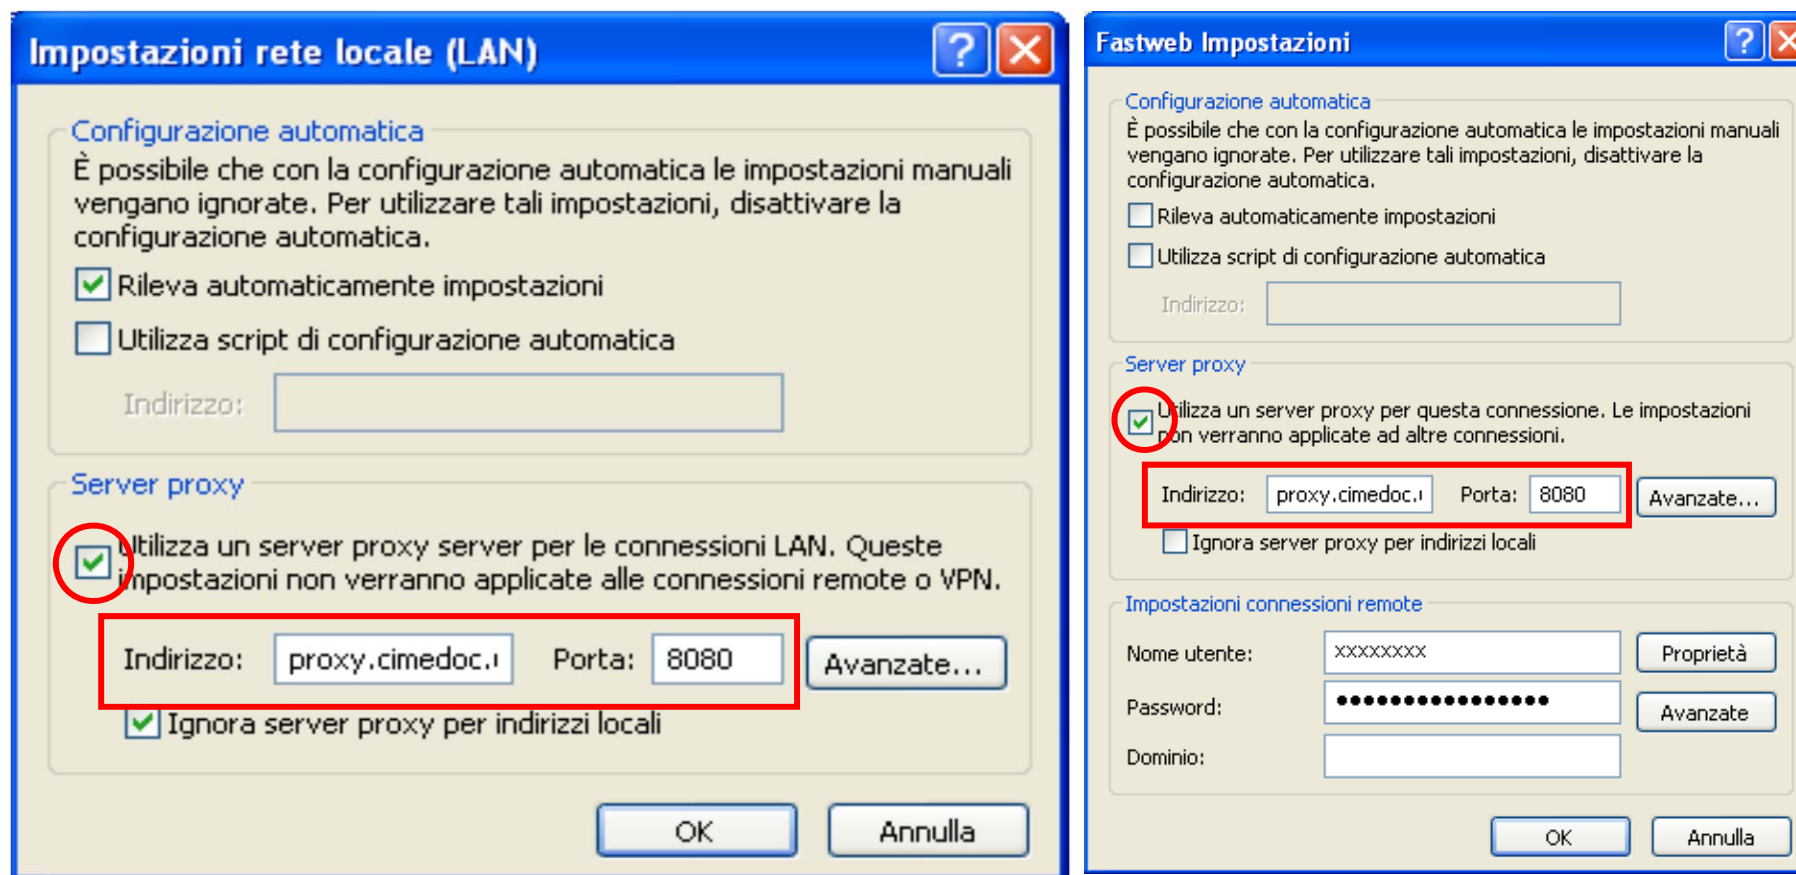 Impostazioni rete locale (LAN)
Configurazione automatica
È possibile che con la configurazione automatica le impostazioni manuali
vengano ignorate. Per utilizzare tali impostazioni, disattivare la
configurazione automatica.
Rileva automaticamente impostazioni
Utilizza script di configurazione automatica
Indirizzo:
Server proxy
Utilizza un server proxy server per le connessioni LAN. Queste
impostazioni non verranno applicate alle connessioni remote o VPN.
Indirizzo: proxy.cimedoc. Porta: 8080 Avanzate...
Ignora server proxy per indirizzi locali
OK Annulla
Fastweb Impostazioni
Configurazione automatica
È possibile che con la configurazione automatica le impostazioni manuali
vengano ignorate. Per utilizzare tali impostazioni, disattivare la
configurazione automatica.
Rileva automaticamente impostazioni
Utilizza script di configurazione automatica
Indirizzo:
Server proxy
Utilizza un server proxy per questa connessione. Le impostazioni
non verranno applicate ad altre connessioni.
Indirizzo: proxy.cimedoc. Porta: 8080 Avanzate...
Ignora server proxy per indirizzi locali
Impostazioni connessioni remote
Nome utente: xxxxxxxx Proprietà
Password: •••••••••••••••• Avanzate
Dominio:
OK Annulla